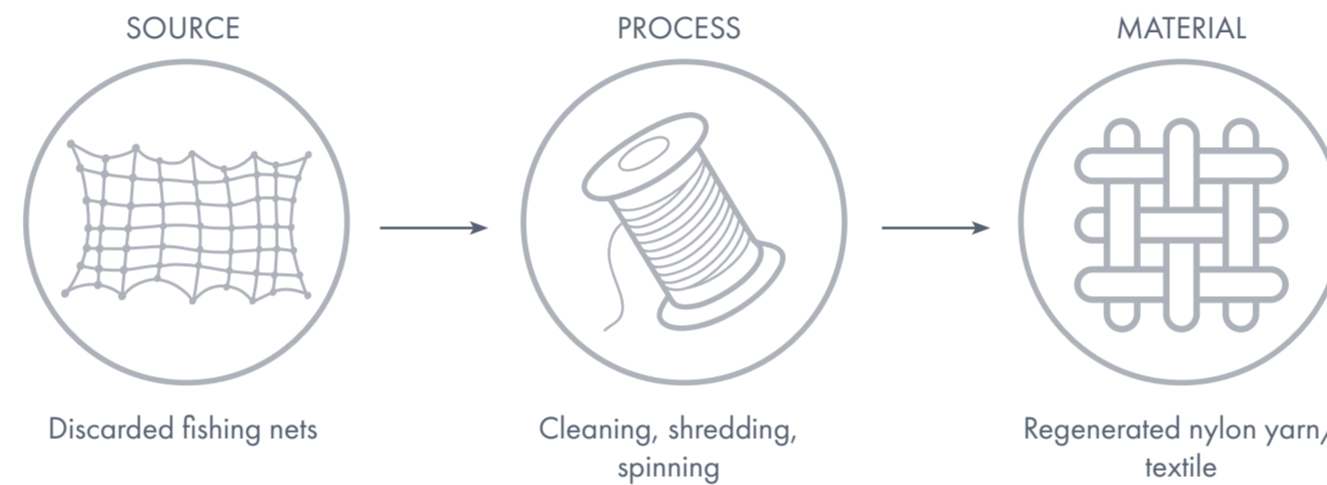 SOURCE
PROCESS
MATERIAL
Discarded fishing nets
Cleaning, shredding,
spinning
Regenerated nylon yarn/
textile